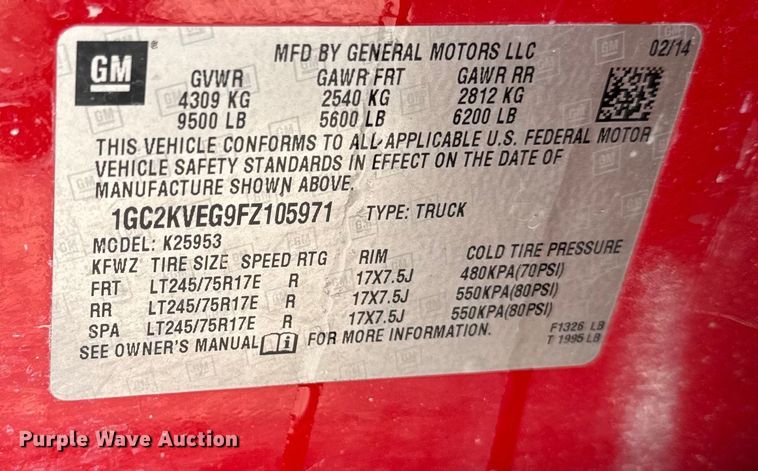 GM
MFD BY GENERAL MOTORS LLC 02/14
GVWR GAWR FRT GAWR RR
4309 KG 2540 KG 2812 KG
9500 LB 5600 LB 6200 LB
THIS VEHICLE CONFORMS TO ALL APPLICABLE U.S. FEDERAL MOTOR
VEHICLE SAFETY STANDARDS IN EFFECT ON THE DATE OF
MANUFACTURE SHOWN ABOVE.
1GC2KVEG9FZ105971 TYPE: TRUCK
MODEL: K25953
KFWZ TIRE SIZE SPEED RTG RIM COLD TIRE PRESSURE
FRT LT245/75R17E R 17X7.5J 480KPA(70PSI)
RR LT245/75R17E R 17X7.5J 550KPA(80PSI)
SPA LT245/75R17E R 17X7.5J 550KPA(80PSI)
SEE OWNER'S MANUAL FOR MORE INFORMATION.
F1326 LB
T 1995 LB
Purple Wave Auction